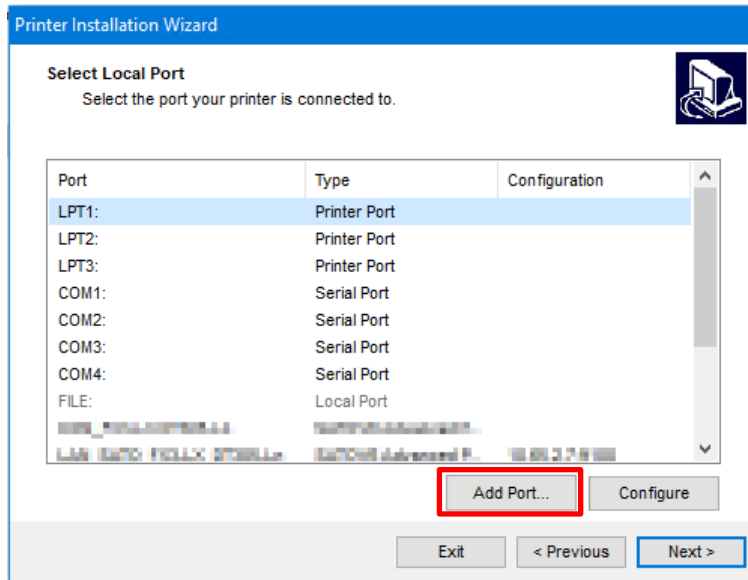 Printer Installation Wizard
Select Local Port
Select the port your printer is connected to.
Port Type Configuration
LPT1: Printer Port
LPT2: Printer Port
LPT3: Printer Port
COM1: Serial Port
COM2: Serial Port
COM3: Serial Port
COM4: Serial Port
FILE: Local Port
Add Port... Configure
Exit < Previous Next >